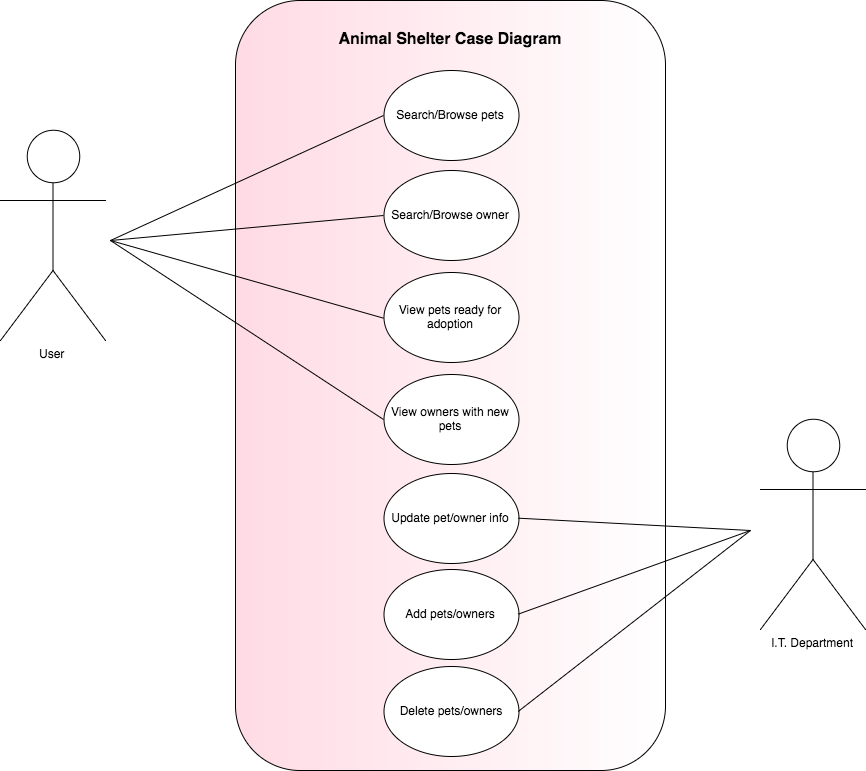 Animal Shelter Case Diagram
Search/Browse pets
Search/Browse owner
View pets ready for
adoption
User
View owners with new
pets
Update pet/owner info
Add pets/owners
I.T. Department
Delete pets/owners